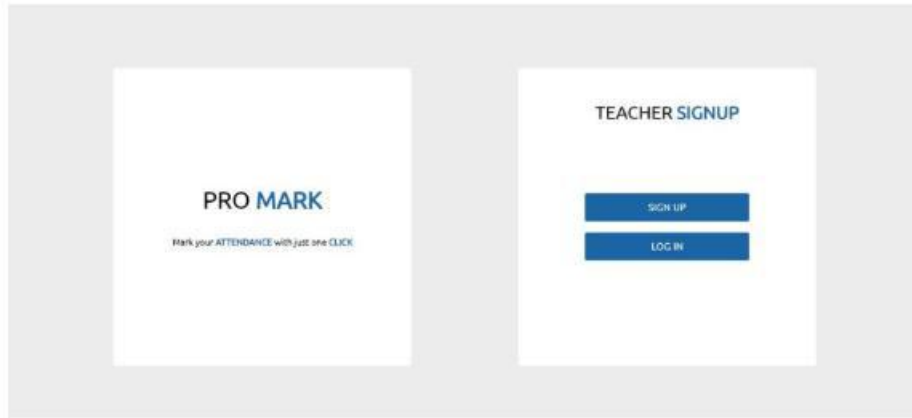 PRO MARK
Mark your ATTENDANCE with just one CLICK
TEACHER SIGNUP
SIGN UP
LOG IN